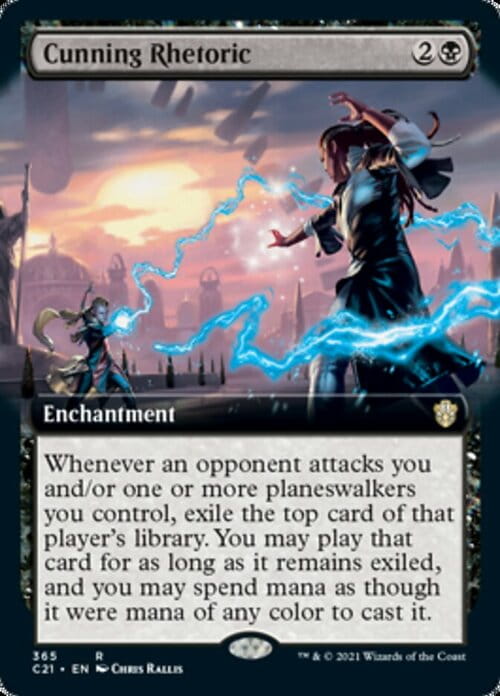 Cunning Rhetoric 2
Enchantment
Whenever an opponent attacks you
and/or one or more planeswalkers
you control, exile the top card of that
player's library. You may play that
card for as long as it remains exiled,
and you may spend mana as though
it were mana of any color to cast it.
365 R
C21 • EN Chris Rallis
™ & © 2021 Wizards of the Coast